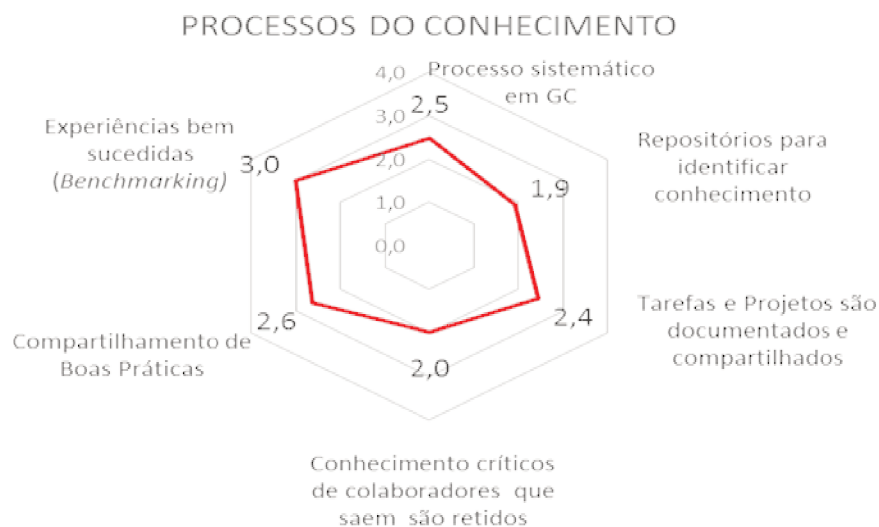 PROCESSOS DO CONHECIMENTO
4,0
3,0
2,0
1,0
0,0
Processo sistemático
em GC
2,5
Repositórios para
identificar
conhecimento
1,9
Tarefas e Projetos são
documentados e
compartilhados
2,4
Conhecimento críticos
de colaboradores que
saem são retidos
2,0
Compartilhamento de
Boas Práticas
2,6
Experiências bem
sucedidas
(Benchmarking)
3,0